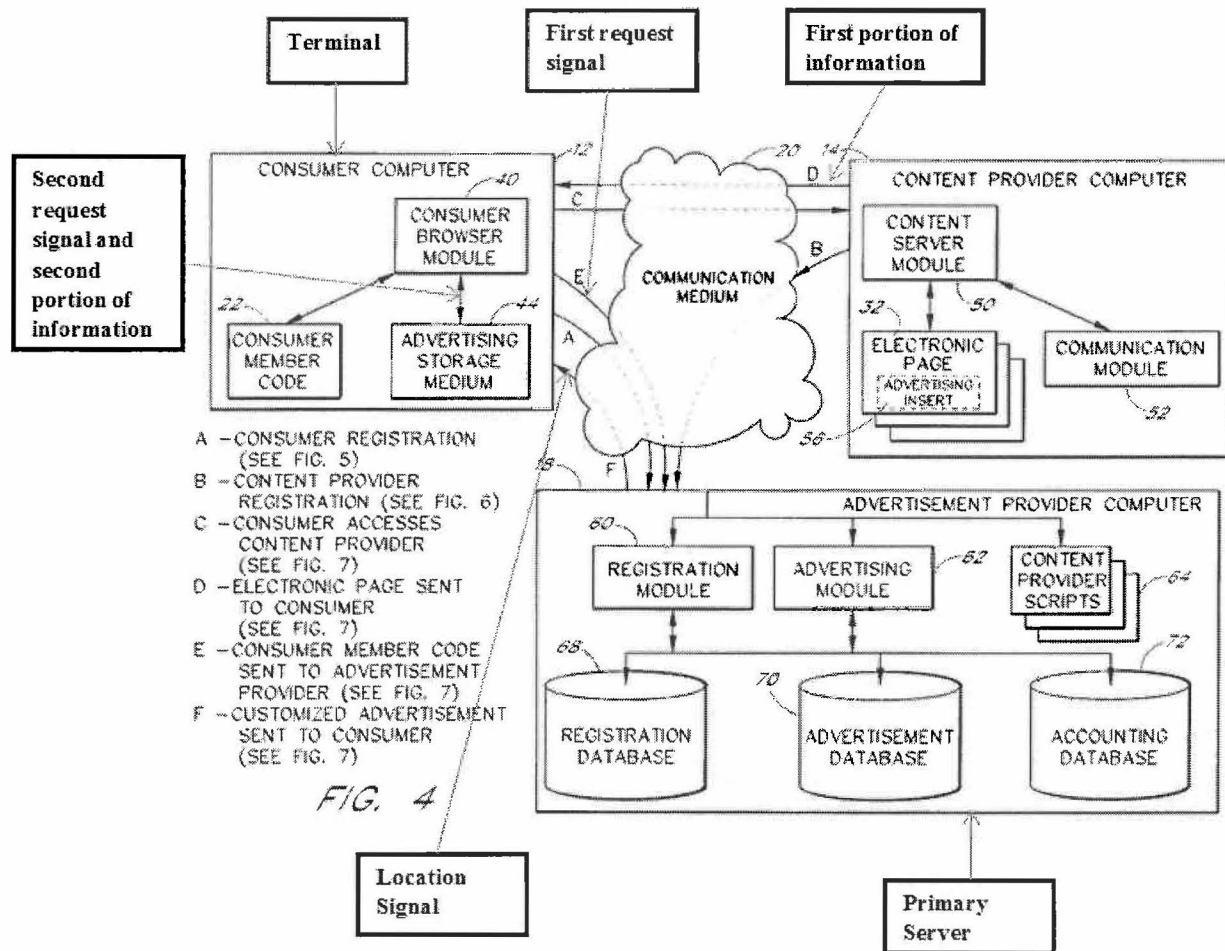 Terminal
First request
signal
First portion of
information
Second
request
signal and
second
portion of
information
CONSUMER COMPUTER
12
40
CONSUMER
BROWSER
MODULE
22
CONSUMER
MEMBER
CODE
44
ADVERTISING
STORAGE
MEDIUM
20
COMMUNICATION
MEDIUM
D
C
B
E
A
F
14
CONTENT PROVIDER COMPUTER
CONTENT
SERVER
MODULE
50
32
ELECTRONIC
PAGE
ADVERTISING
INSERT
56
COMMUNICATION
MODULE
52
A - CONSUMER REGISTRATION
(SEE FIG. 5)
B - CONTENT PROVIDER
REGISTRATION (SEE FIG. 6)
C - CONSUMER ACCESSES
CONTENT PROVIDER
(SEE FIG. 7)
D - ELECTRONIC PAGE SENT
TO CONSUMER
(SEE FIG. 7)
E - CONSUMER MEMBER CODE
SENT TO ADVERTISEMENT
PROVIDER (SEE FIG. 7)
F - CUSTOMIZED ADVERTISEMENT
SENT TO CONSUMER
(SEE FIG. 7)
18
ADVERTISEMENT PROVIDER COMPUTER
60
REGISTRATION
MODULE
ADVERTISING
MODULE
62
CONTENT
PROVIDER
SCRIPTS
64
68
REGISTRATION
DATABASE
70
ADVERTISEMENT
DATABASE
72
ACCOUNTING
DATABASE
FIG. 4
Location
Signal
Primary
Server